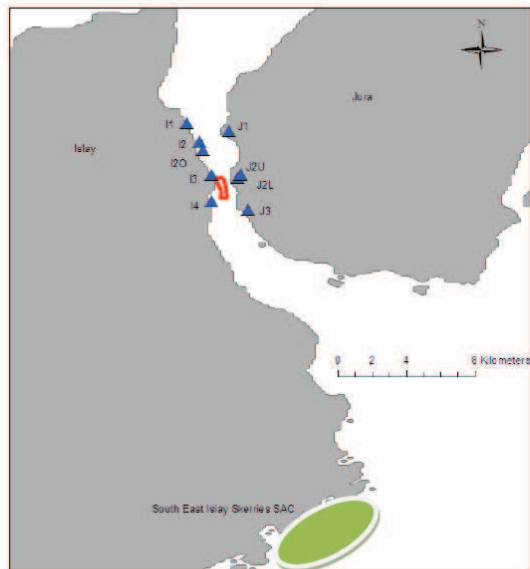 N
Jura
I1
J1
Islay
I2
I2O
J2U
I3
J2L
I4
J3
0 2 4 8 Kilometers
South East Islay Skerries SAC